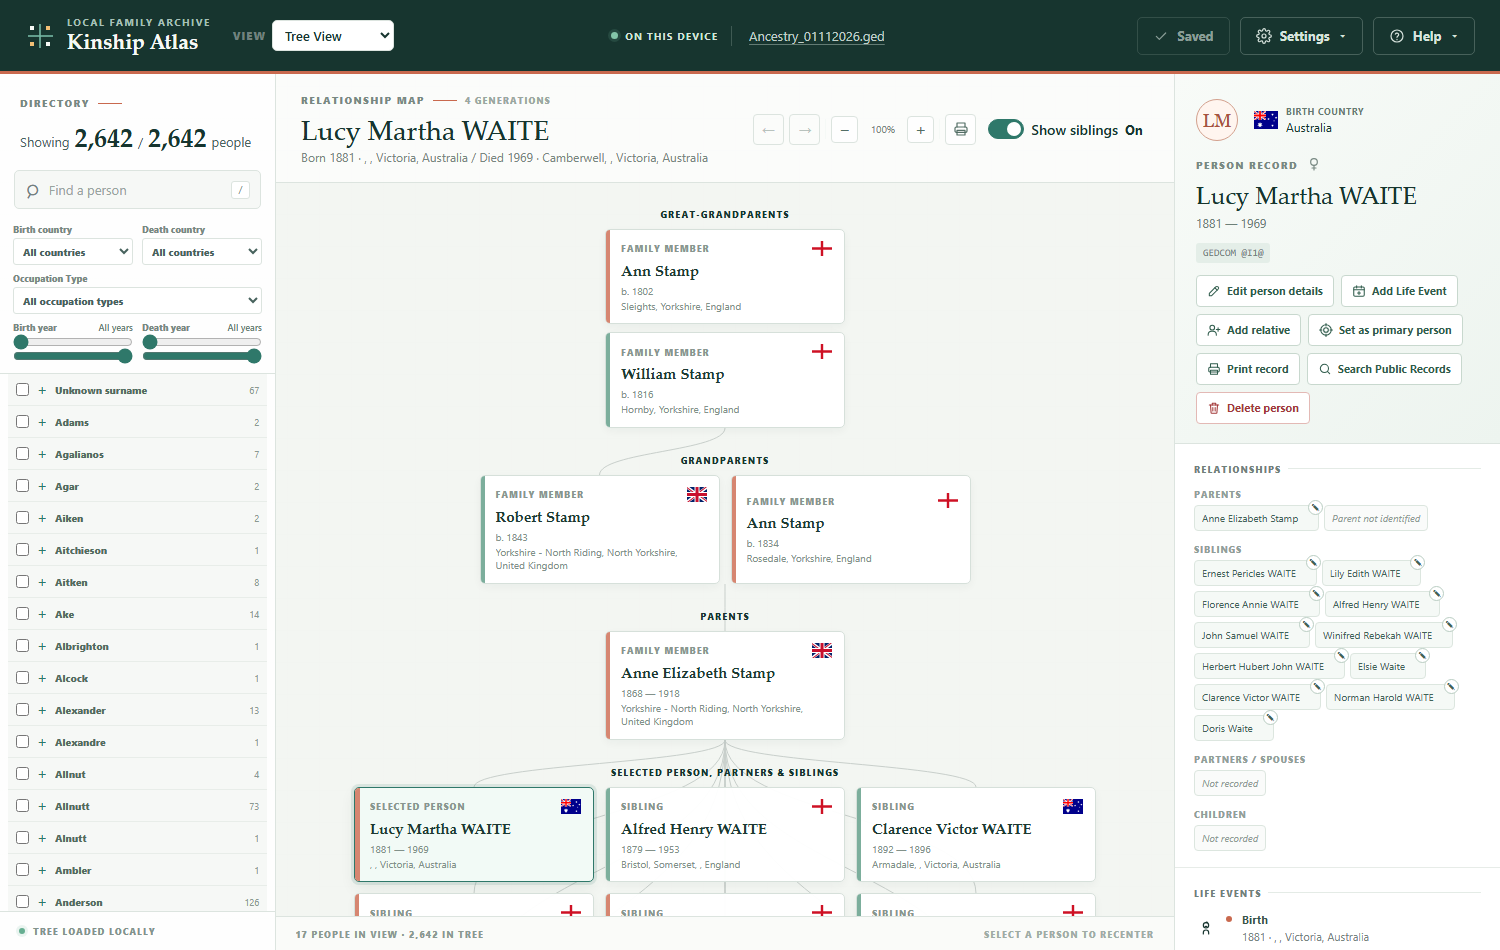 LOCAL FAMILY ARCHIVE
Kinship Atlas
VIEW
Tree View
ON THIS DEVICE
Ancestry_01112026.ged
Saved
Settings
Help
DIRECTORY
Showing 2,642 / 2,642 people
Find a person
/
Birth country
Death country
All countries
All countries
Occupation Type
All occupation types
Birth year All years
Death year All years
+ Unknown surname 67
+ Adams 2
+ Agalianos 7
+ Agar 2
+ Aiken 2
+ Aitchieson 1
+ Aitken 8
+ Ake 14
+ Albrighton 1
+ Alcock 1
+ Alexander 13
+ Alexandre 1
+ Allnut 4
+ Allnutt 73
+ Alnutt 1
+ Ambler 1
+ Anderson 126
TREE LOADED LOCALLY
RELATIONSHIP MAP
4 GENERATIONS
Lucy Martha WAITE
Born 1881 · , , Victoria, Australia / Died 1969 · Camberwell, , Victoria, Australia
← → − 100% +
Show siblings On
GREAT-GRANDPARENTS
FAMILY MEMBER
Ann Stamp
b. 1802
Sleights, Yorkshire, England
FAMILY MEMBER
William Stamp
b. 1816
Hornby, Yorkshire, England
GRANDPARENTS
FAMILY MEMBER
Robert Stamp
b. 1843
Yorkshire - North Riding, North Yorkshire,
United Kingdom
FAMILY MEMBER
Ann Stamp
b. 1834
Rosedale, Yorkshire, England
PARENTS
FAMILY MEMBER
Anne Elizabeth Stamp
1868 — 1918
Yorkshire - North Riding, North Yorkshire,
United Kingdom
SELECTED PERSON, PARTNERS & SIBLINGS
SELECTED PERSON
Lucy Martha WAITE
1881 — 1969
, , Victoria, Australia
SIBLING
Alfred Henry WAITE
1879 — 1953
Bristol, Somerset, , England
SIBLING
Clarence Victor WAITE
1892 — 1896
Armadale, , Victoria, Australia
SIBLING
SIBLING
SIBLING
17 PEOPLE IN VIEW · 2,642 IN TREE
SELECT A PERSON TO RECENTER
LM
BIRTH COUNTRY
Australia
PERSON RECORD ♀
Lucy Martha WAITE
1881 — 1969
GEDCOM @I1@
Edit person details
Add Life Event
Add relative
Set as primary person
Print record
Search Public Records
Delete person
RELATIONSHIPS
PARENTS
Anne Elizabeth Stamp
Parent not identified
SIBLINGS
Ernest Pericles WAITE
Lily Edith WAITE
Florence Annie WAITE
Alfred Henry WAITE
John Samuel WAITE
Winifred Rebekah WAITE
Herbert Hubert John WAITE
Elsie Waite
Clarence Victor WAITE
Norman Harold WAITE
Doris Waite
PARTNERS / SPOUSES
Not recorded
CHILDREN
Not recorded
LIFE EVENTS
Birth
1881 · , , Victoria, Australia